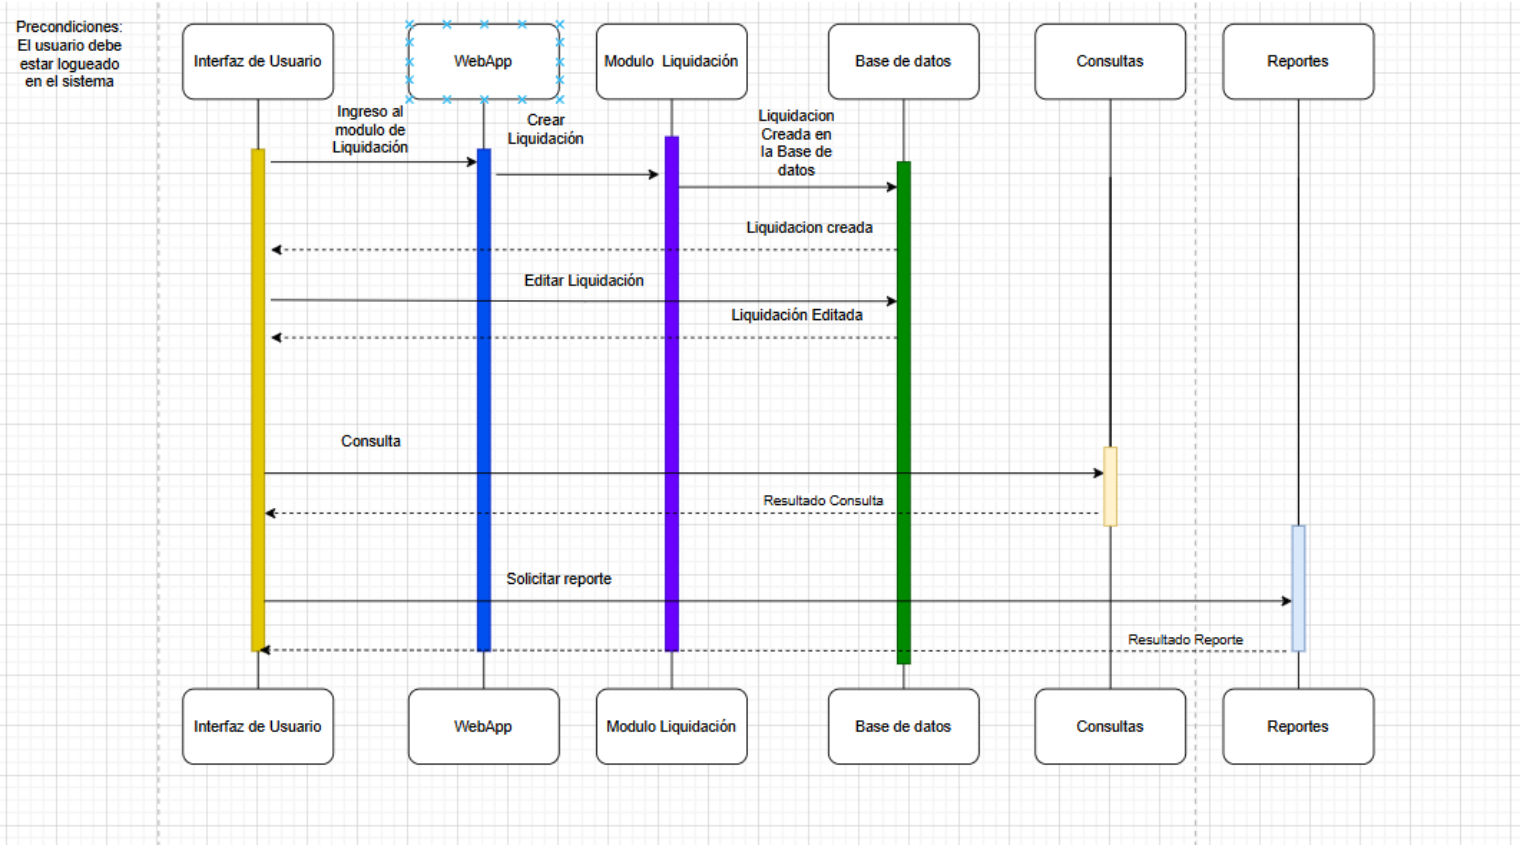 Precondiciones:
El usuario debe
estar logueado
en el sistema
Interfaz de Usuario
WebApp
Modulo Liquidación
Base de datos
Consultas
Reportes
Ingreso al
modulo de
Liquidación
Crear
Liquidación
Liquidacion
Creada en
la Base de
datos
Liquidacion creada
Editar Liquidación
Liquidación Editada
Consulta
Resultado Consulta
Solicitar reporte
Resultado Reporte
Interfaz de Usuario
WebApp
Modulo Liquidación
Base de datos
Consultas
Reportes